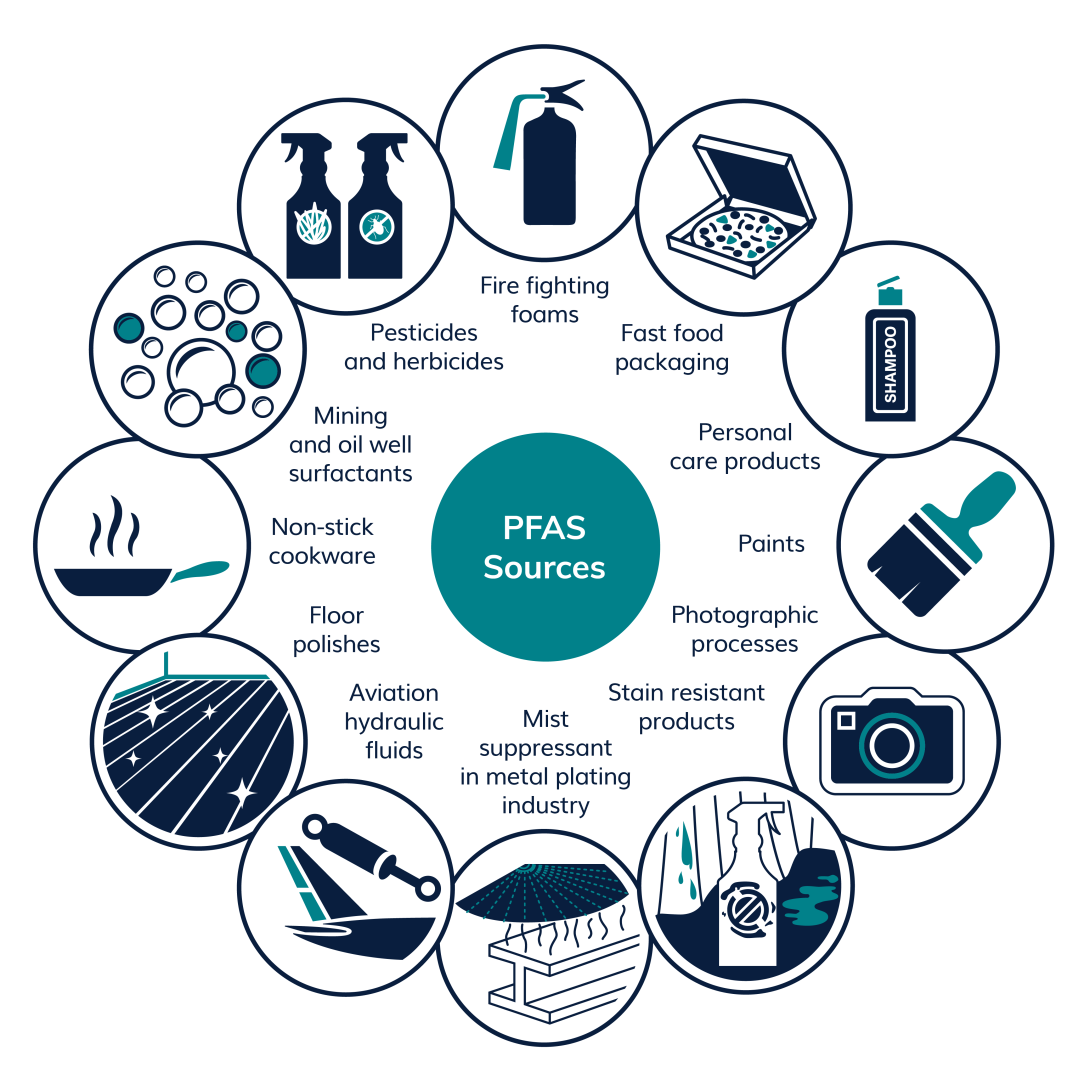 Fire fighting
foams
Fast food
packaging
SHAMPOO
Personal
care products
Paints
Photographic
processes
Stain resistant
products
Mist
suppressant
in metal plating
industry
Aviation
hydraulic
fluids
Floor
polishes
Non-stick
cookware
Mining
and oil well
surfactants
Pesticides
and herbicides
PFAS
Sources